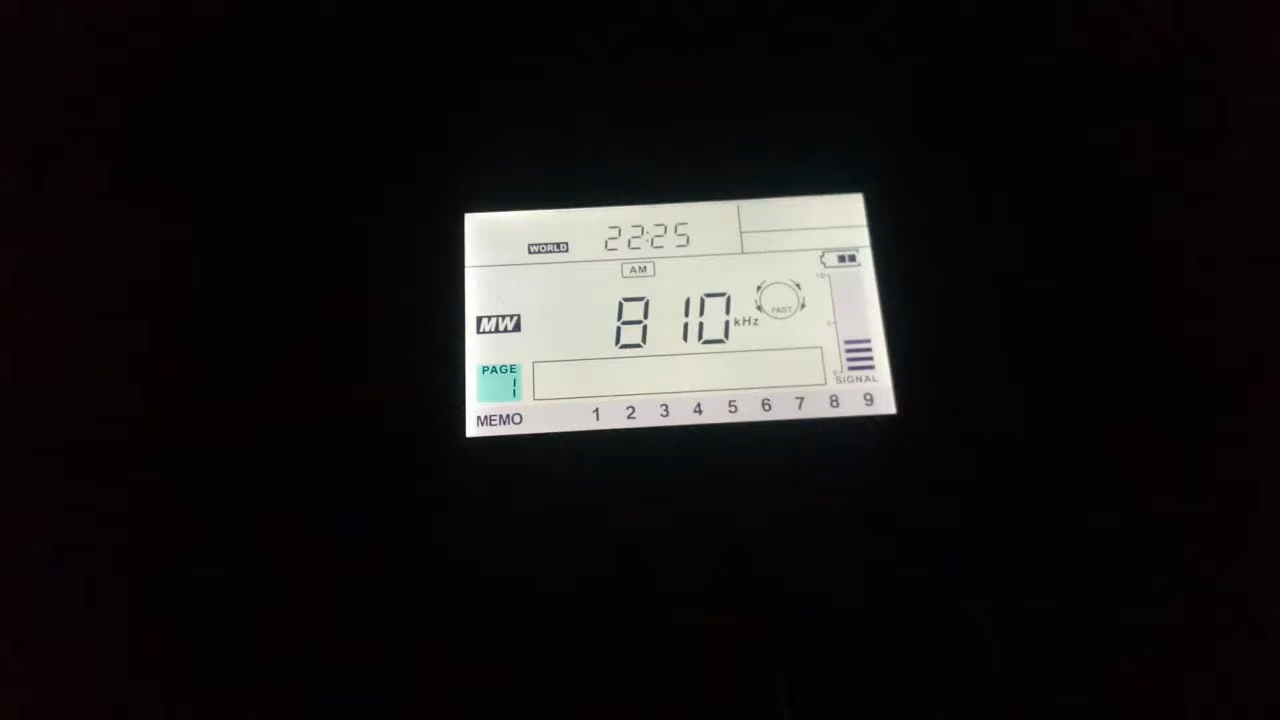 WORLD 22:25
AM
10
MW 810 kHz FAST
PAGE
1
SIGNAL
MEMO 1 2 3 4 5 6 7 8 9